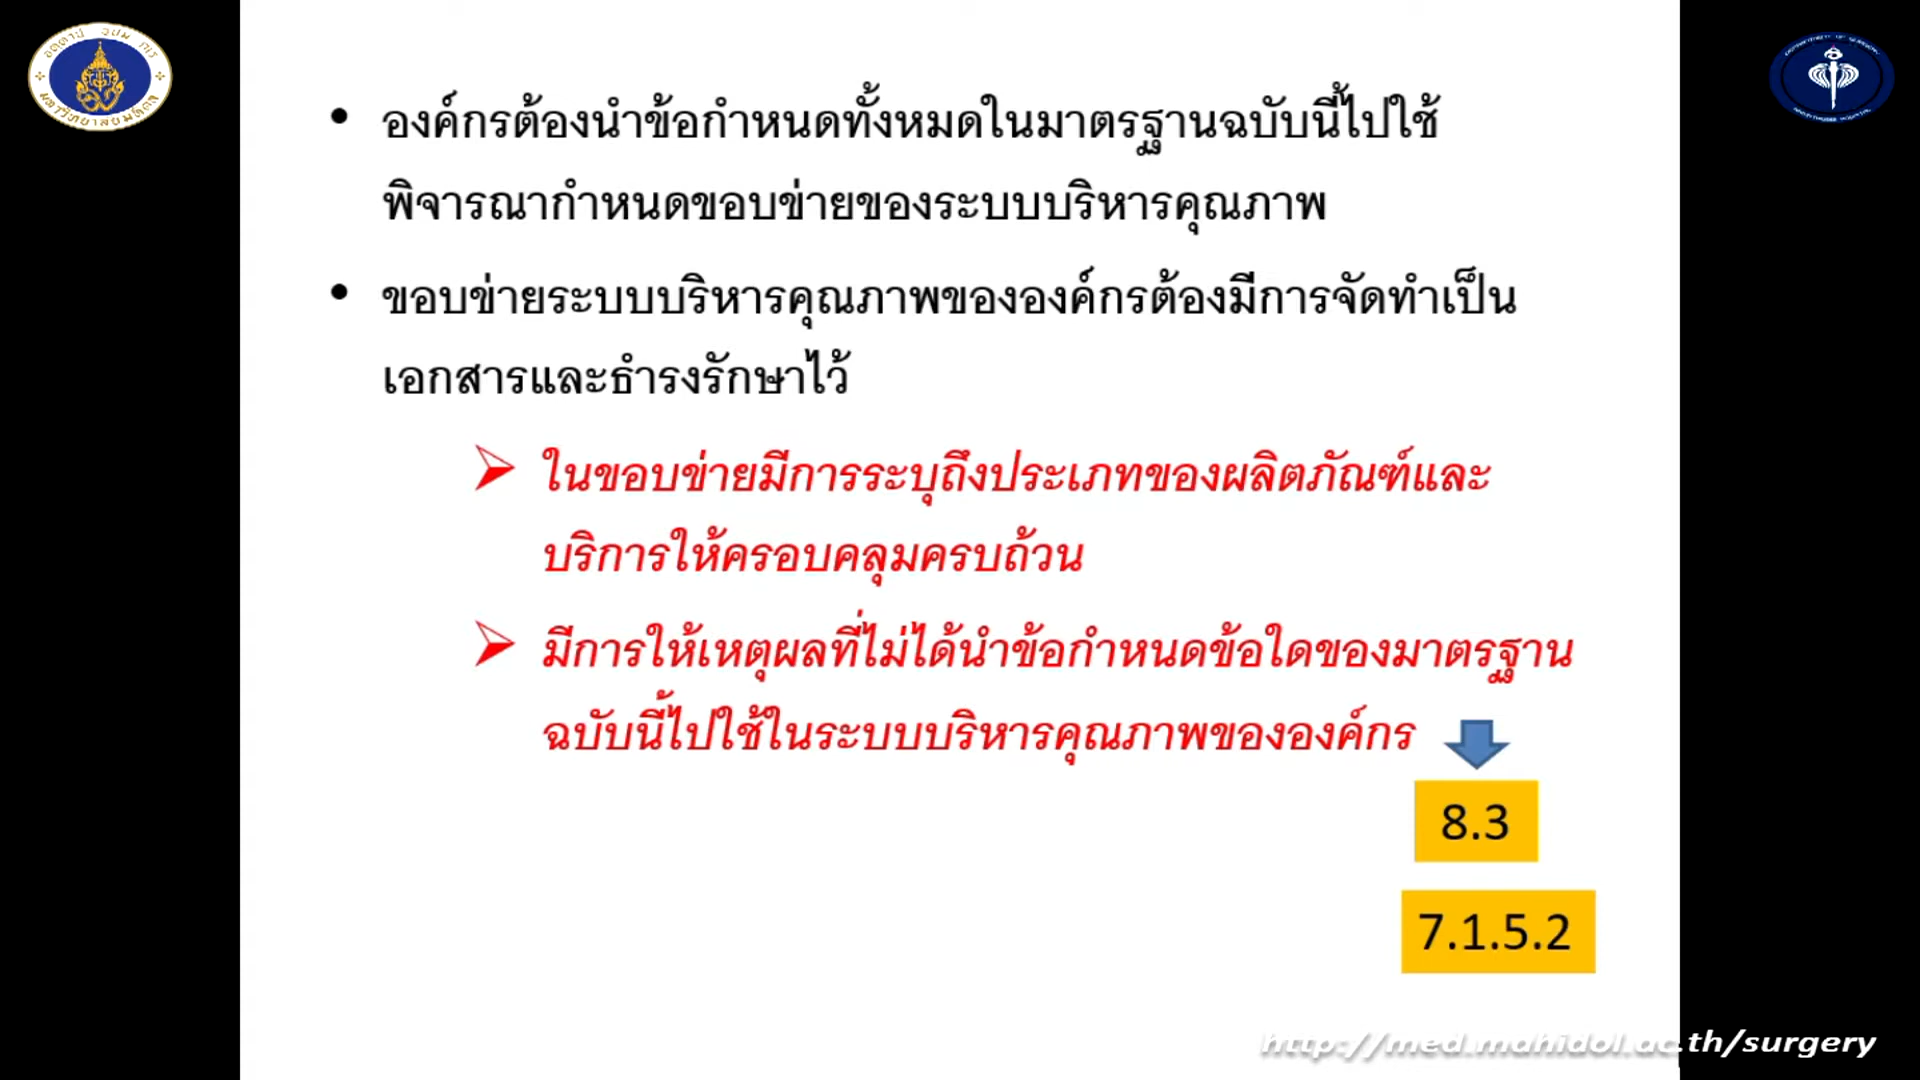 • องค์กรต้องนำข้อกำหนดทั้งหมดในมาตรฐานฉบับนี้ไปใช้
พิจารณากำหนดขอบข่ายของระบบบริหารคุณภาพ
• ขอบข่ายระบบบริหารคุณภาพขององค์กรต้องมีการจัดทำเป็น
เอกสารและธำรงรักษาไว้
ในขอบข่ายมีการระบุถึงประเภทของผลิตภัณฑ์และ
บริการให้ครอบคลุมครบถ้วน
มีการให้เหตุผลที่ไม่ได้นำข้อกำหนดข้อใดของมาตรฐาน
ฉบับนี้ไปใช้ในระบบบริหารคุณภาพขององค์กร
8.3
7.1.5.2
http://med.mahidol.ac.th/surgery